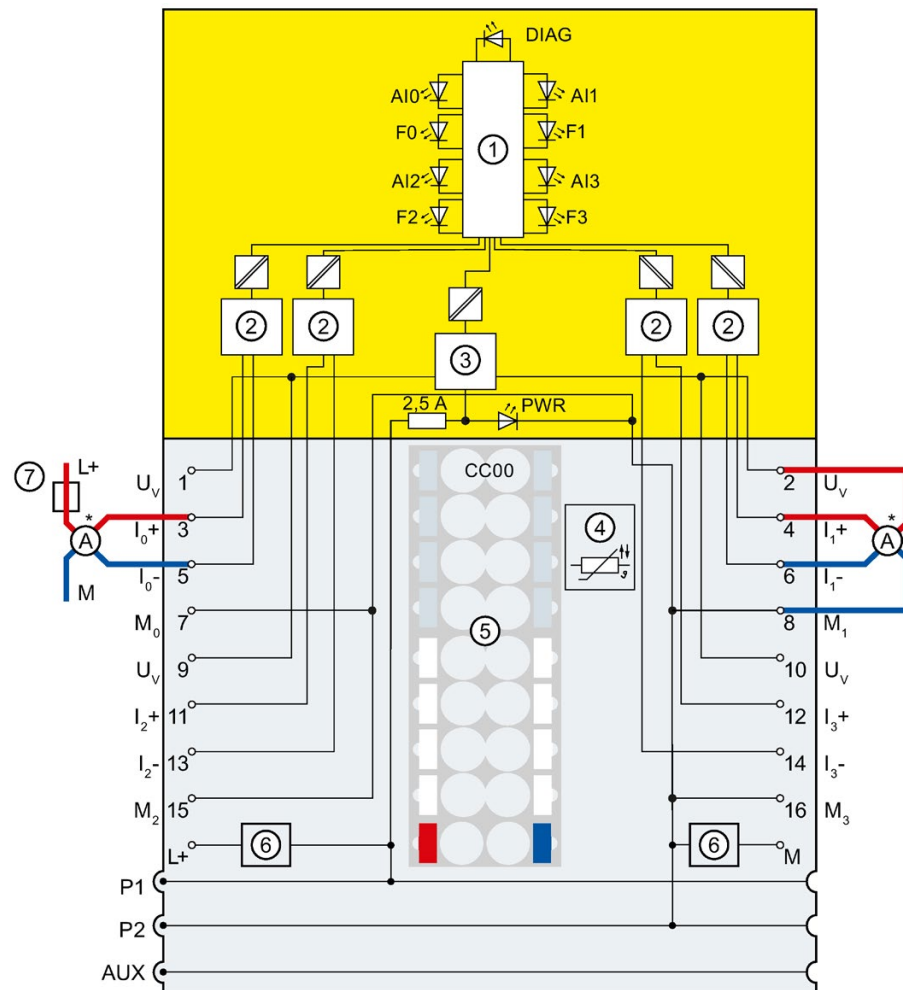 DIAG
AI0 AI1
F0 1 F1
AI2 AI3
F2 F3
2 2 2 2
3
2,5 A PWR
7 L+ CC00
U_V 1 2 U_V
* *
A I_0+ 3 4 4 I_1+ A
M I_0- 5 6 I_1-
M_0 7 5 8 M_1
U_V 9 10 U_V
I_2+ 11 12 I_3+
I_2- 13 14 I_3-
M_2 15 16 M_3
L+ 6 6 M
P1
P2
AUX